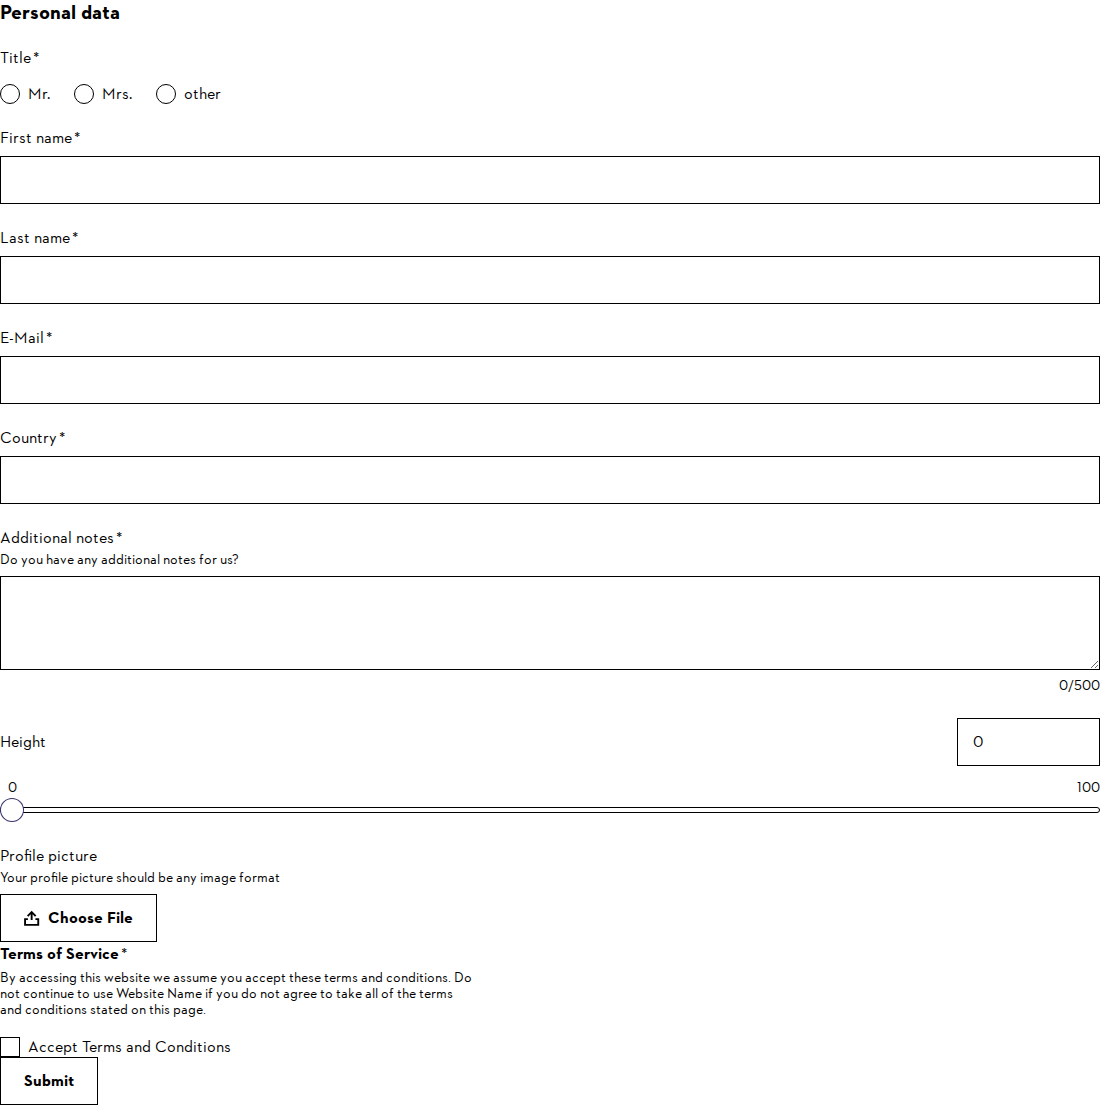 Personal data
Title*
Mr. Mrs. other
First name*
Last name*
E-Mail*
Country*
Additional notes*
Do you have any additional notes for us?
0/500
Height 0
0 100
Profile picture
Your profile picture should be any image format
Choose File
Terms of Service*
By accessing this website we assume you accept these terms and conditions. Do
not continue to use Website Name if you do not agree to take all of the terms
and conditions stated on this page.
Accept Terms and Conditions
Submit